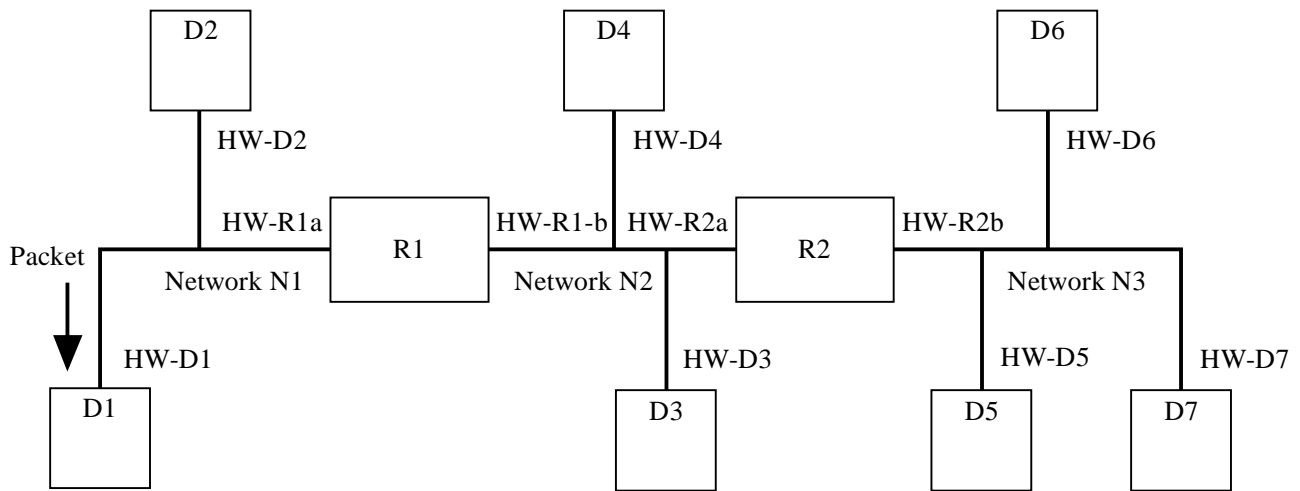 D2
D4
D6
HW-D2
HW-D4
HW-D6
HW-R1a
HW-R1-b
HW-R2a
HW-R2b
Packet
R1
R2
Network N1
Network N2
Network N3
HW-D1
HW-D3
HW-D5
HW-D7
D1
D3
D5
D7